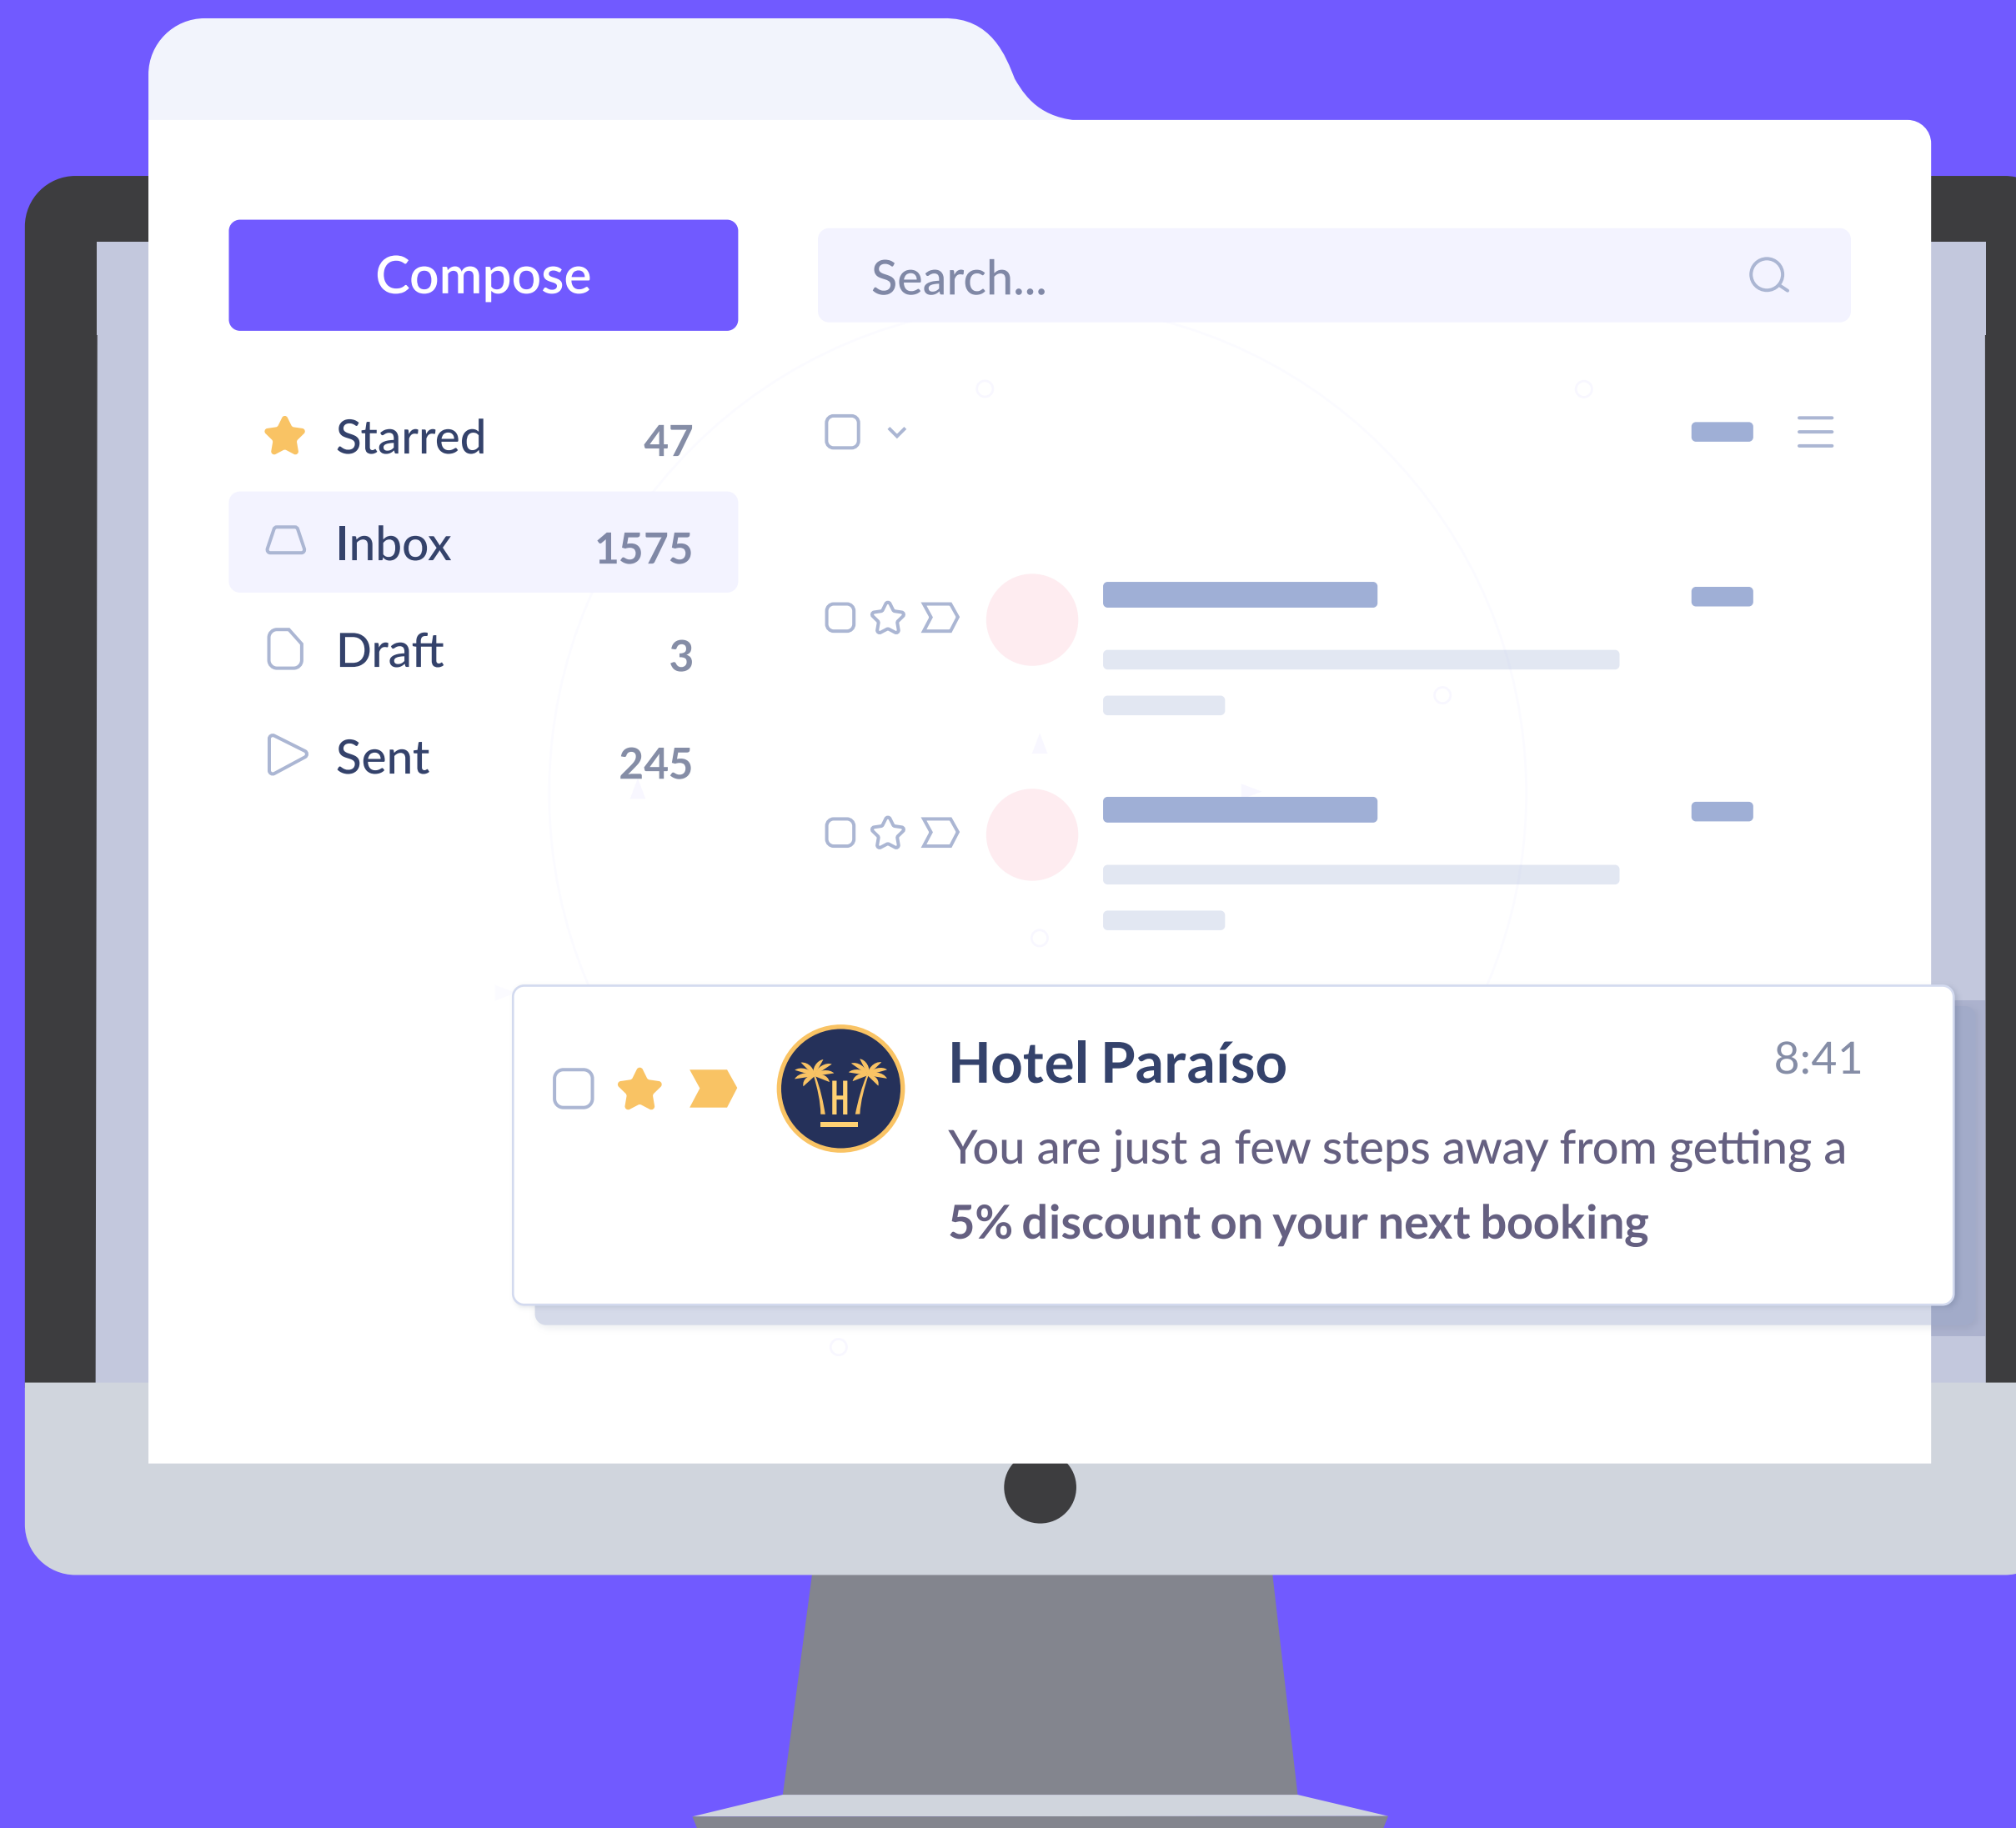 Compose
Search...
Starred 47
Inbox 1575
Draft 3
Sent 245
H
Hotel Paraíso 8:41
You are just a few steps away from getting a
5% discount on your next booking